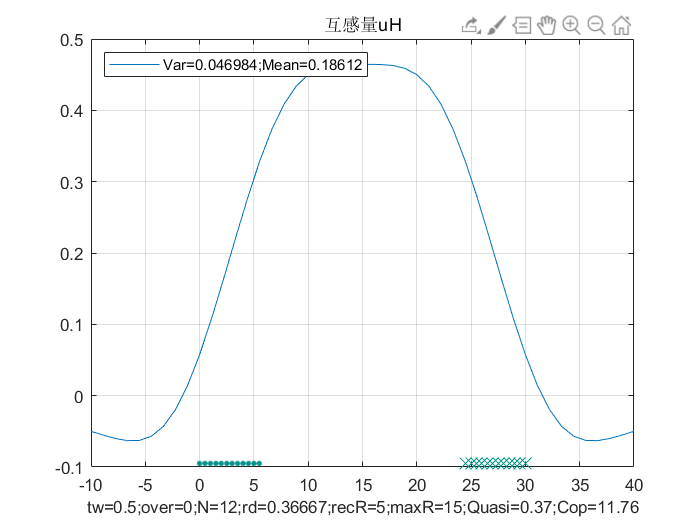 互感量uH
Var=0.046984;Mean=0.18612
0.5
0.4
0.3
0.2
0.1
0
-0.1
-10 -5 0 5 10 15 20 25 30 35 40
tw=0.5;over=0;N=12;rd=0.36667;recR=5;maxR=15;Quasi=0.37;Cop=11.76